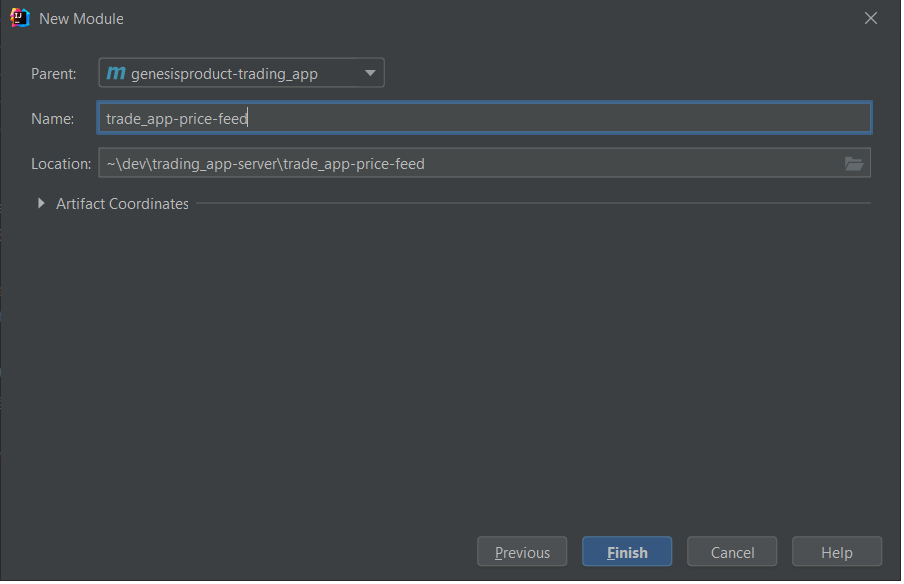 New Module
Parent: m genesisproduct-trading_app
Name: trade_app-price-feed
Location: ~\dev\trading_app-server\trade_app-price-feed
Artifact Coordinates
Previous Finish Cancel Help